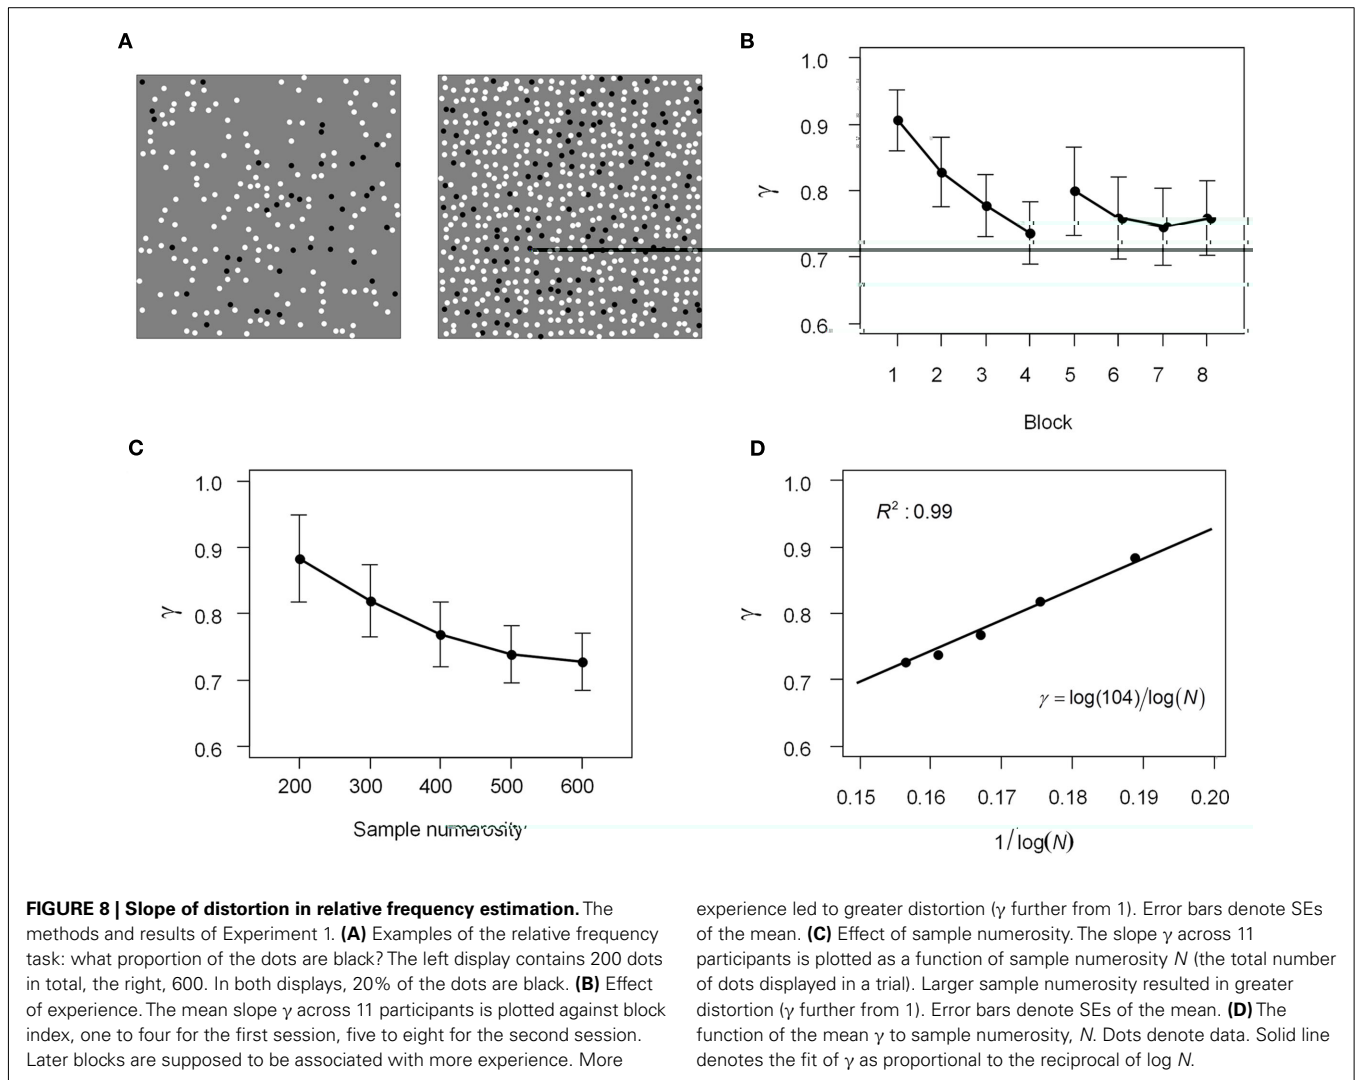 A
B
1.0
0.9
0.8
0.7
0.6
γ
1 2 3 4 5 6 7 8
Block
C
1.0
0.9
0.8
0.7
0.6
γ
200 300 400 500 600
Sample numerosity
D
1.0
0.9
0.8
0.7
0.6
γ
R² : 0.99
γ = log(104)/log(N)
0.15 0.16 0.17 0.18 0.19 0.20
1/log(N)
FIGURE 8 | Slope of distortion in relative frequency estimation. The
methods and results of Experiment 1. (A) Examples of the relative frequency
task: what proportion of the dots are black? The left display contains 200 dots
in total, the right, 600. In both displays, 20% of the dots are black. (B) Effect
of experience. The mean slope γ across 11 participants is plotted against block
index, one to four for the first session, five to eight for the second session.
Later blocks are supposed to be associated with more experience. More
experience led to greater distortion (γ further from 1). Error bars denote SEs
of the mean. (C) Effect of sample numerosity. The slope γ across 11
participants is plotted as a function of sample numerosity N (the total number
of dots displayed in a trial). Larger sample numerosity resulted in greater
distortion (γ further from 1). Error bars denote SEs of the mean. (D) The
function of the mean γ to sample numerosity, N. Dots denote data. Solid line
denotes the fit of γ as proportional to the reciprocal of log N.